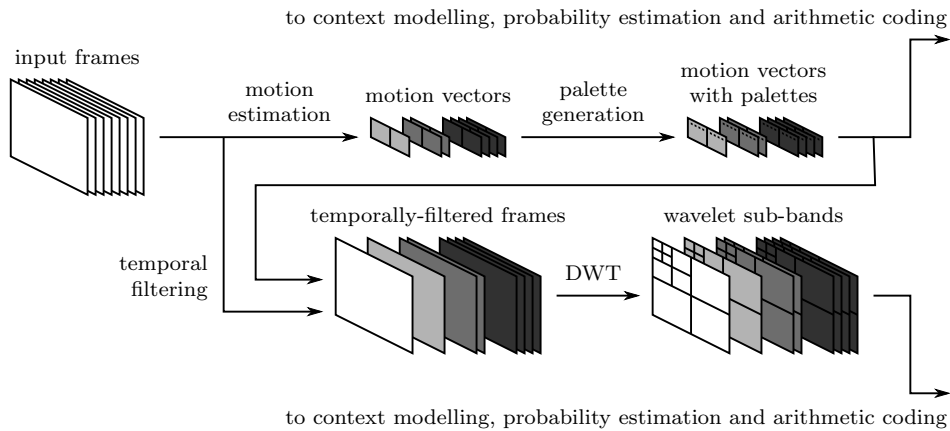 to context modelling, probability estimation and arithmetic coding
input frames
motion
estimation
motion vectors
palette
generation
motion vectors
with palettes
temporal
filtering
temporally-filtered frames
DWT
wavelet sub-bands
to context modelling, probability estimation and arithmetic coding